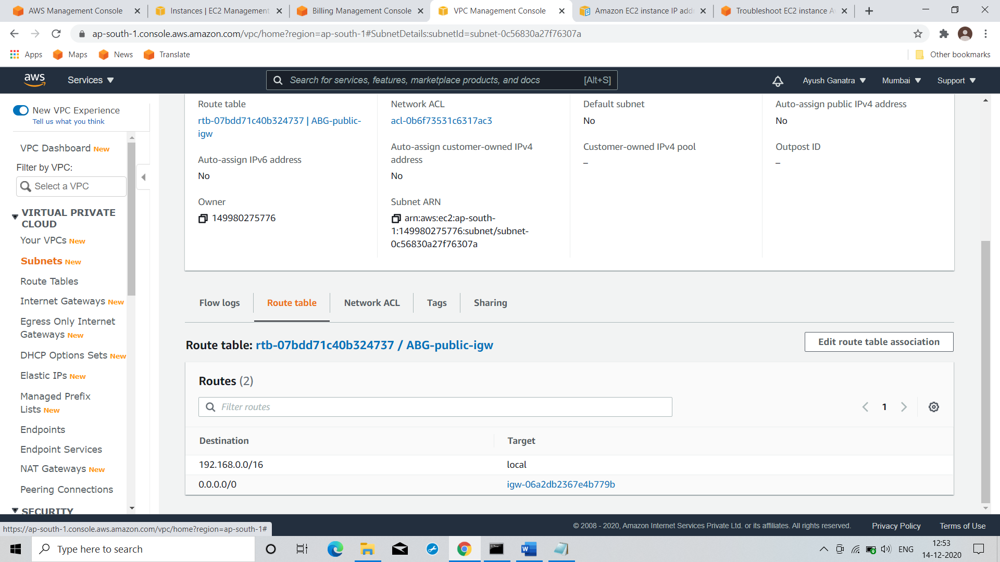 AWS Management Console
Instances | EC2 Management
Billing Management Console
VPC Management Console
Amazon EC2 instance IP add
Troubleshoot EC2 instance A
ap-south-1.console.aws.amazon.com/vpc/home?region=ap-south-1#SubnetDetails:subnetId=subnet-0c56830a27f76307a
Apps
Maps
News
Translate
Other bookmarks
aws
Services
Search for services, features, marketplace products, and docs
[Alt+S]
Ayush Ganatra
Mumbai
Support
New VPC Experience
Tell us what you think
VPC Dashboard New
Filter by VPC:
Select a VPC
VIRTUAL PRIVATE
CLOUD
Your VPCs New
Subnets New
Route Tables
Internet Gateways New
Egress Only Internet
Gateways New
DHCP Options Sets New
Elastic IPs New
Managed Prefix
Lists New
Endpoints
Endpoint Services
NAT Gateways New
Peering Connections
SECURITY
Route table
rtb-07bdd71c40b324737 | ABG-public-
igw
Network ACL
acl-0b6f73531c6317ac3
Default subnet
No
Auto-assign public IPv4 address
No
Auto-assign IPv6 address
No
Auto-assign customer-owned IPv4
address
No
Customer-owned IPv4 pool
–
Outpost ID
–
Owner
149980275776
Subnet ARN
arn:aws:ec2:ap-south-
1:149980275776:subnet/subnet-
0c56830a27f76307a
Flow logs
Route table
Network ACL
Tags
Sharing
Route table: rtb-07bdd71c40b324737 / ABG-public-igw
Edit route table association
Routes (2)
Filter routes
1
Destination
Target
192.168.0.0/16
local
0.0.0.0/0
igw-06a2db2367e4b779b
https://ap-south-1.console.aws.amazon.com/vpc/home?region=ap-south-1#
© 2008 - 2020, Amazon Internet Services Private Ltd. or its affiliates. All rights reserved.
Privacy Policy
Terms of Use
Type here to search
ENG
12:53
14-12-2020